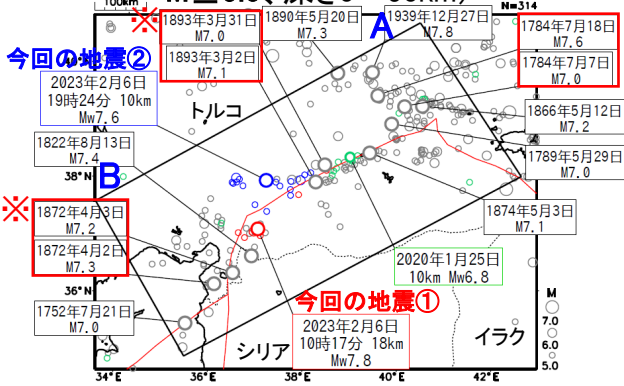 100km
N=314
※
1893年3月31日
M7.0
1893年3月2日
M7.1
1890年5月20日
M7.3
A
1939年12月27日
M7.8
1784年7月18日
M7.6
1784年7月7日
M7.0
今回の地震②
2023年2月6日
19時24分 10km
Mw7.6
トルコ
1866年5月12日
M7.2
1822年8月13日
M7.4
1789年5月29日
M7.0
B
38°N
※
1872年4月3日
M7.2
1872年4月2日
M7.3
1874年5月3日
M7.1
2020年1月25日
10km Mw6.8
36°N
1752年7月21日
M7.0
今回の地震①
2023年2月6日
10時17分 18km
Mw7.8
シリア
イラク
M
7.0
6.0
5.0
34°E
36°E
38°E
40°E
42°E